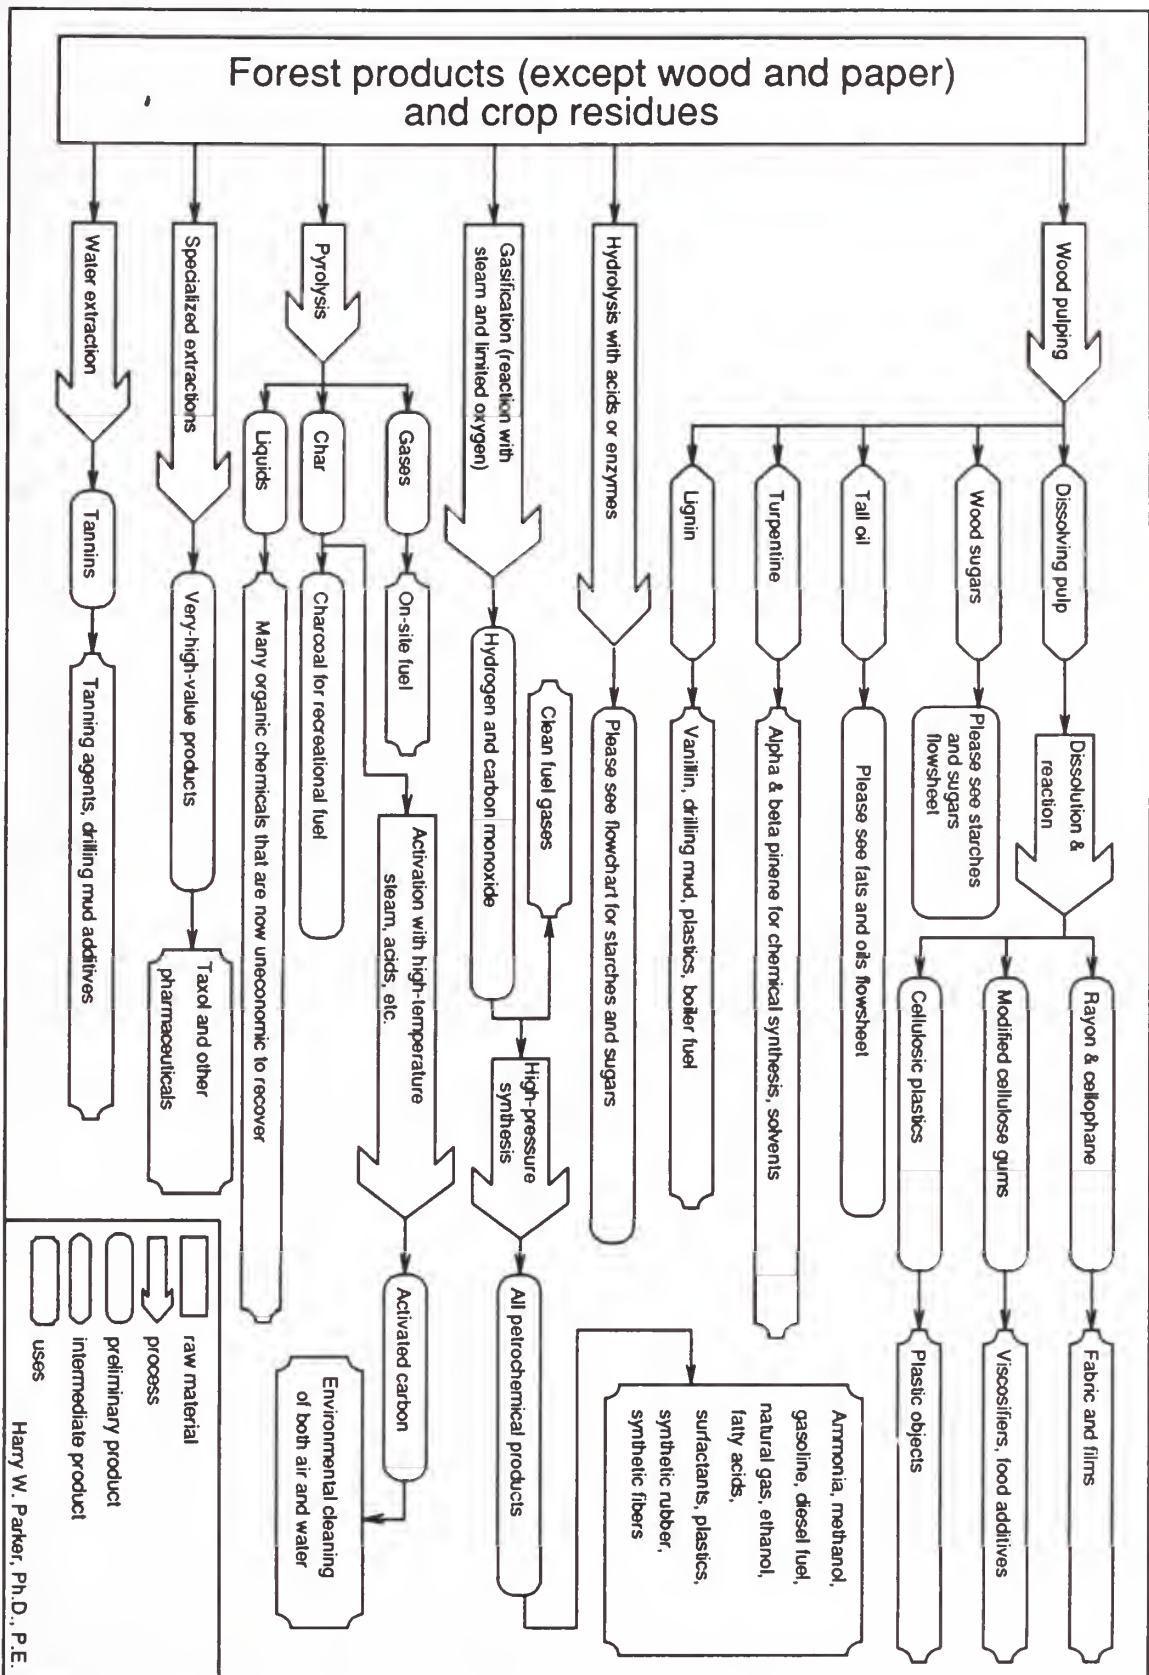 Forest products (except wood and paper)
and crop residues
Wood pulping
Dissolving pulp
Dissolution &
reaction
Rayon & cellophane
Fabric and films
Modified cellulose gums
Viscosifiers, food additives
Cellulosic plastics
Plastic objects
Wood sugars
Please see starches
and sugars
flowsheet
Tall oil
Please see fats and oils flowsheet
Turpentine
Alpha & beta pinene for chemical synthesis, solvents
Lignin
Vanillin, drilling mud, plastics, boiler fuel
Hydrolysis with acids or enzymes
Please see flowchart for starches and sugars
Gasification (reaction with
steam and limited oxygen)
Hydrogen and carbon monoxide
Clean fuel gases
High-pressure
synthesis
All petrochemical products
Ammonia, methanol,
gasoline, diesel fuel,
natural gas, ethanol,
fatty acids,
surfactants, plastics,
synthetic rubber,
synthetic fibers
Pyrolysis
Gases
On-site fuel
Char
Charcoal for recreational fuel
Activation with high-temperature
steam, acids, etc.
Activated carbon
Environmental cleaning
of both air and water
Liquids
Many organic chemicals that are now uneconomic to recover
Specialized extractions
Very-high-value products
Taxol and other
pharmaceuticals
Water extraction
Tannins
Tanning agents, drilling mud additives
raw material
process
preliminary product
intermediate product
uses
Harry W. Parker, Ph.D., P.E.